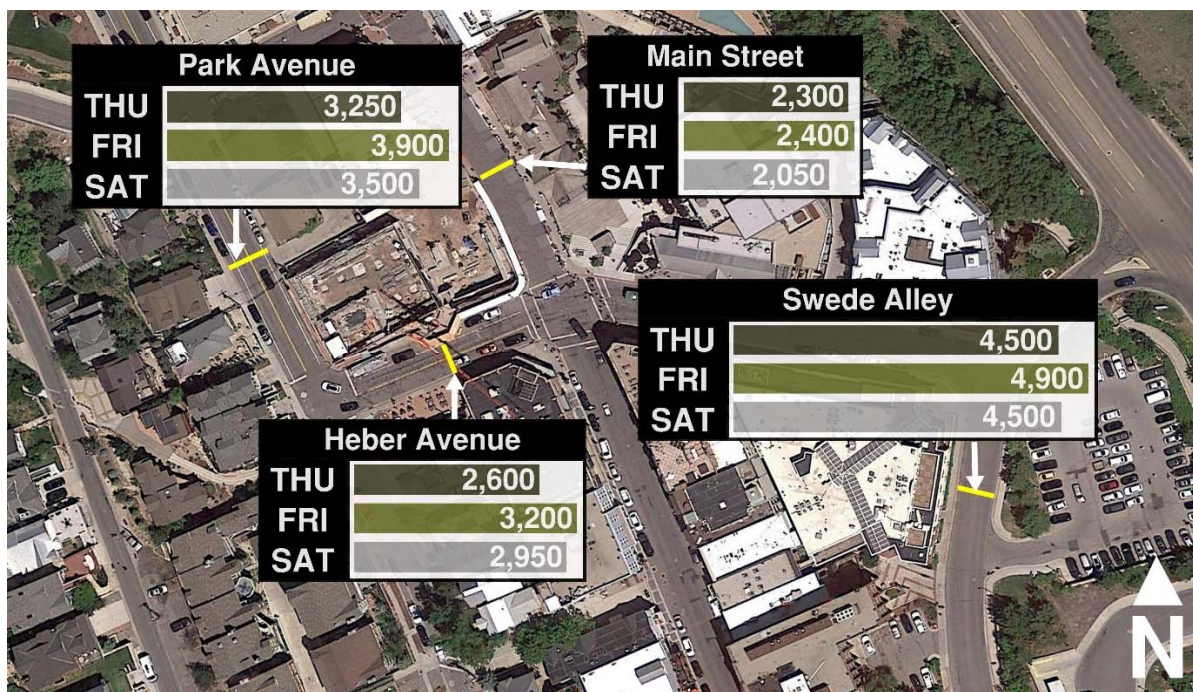 Park Avenue
THU 3,250
FRI 3,900
SAT 3,500
Main Street
THU 2,300
FRI 2,400
SAT 2,050
Swede Alley
THU 4,500
FRI 4,900
SAT 4,500
Heber Avenue
THU 2,600
FRI 3,200
SAT 2,950
N